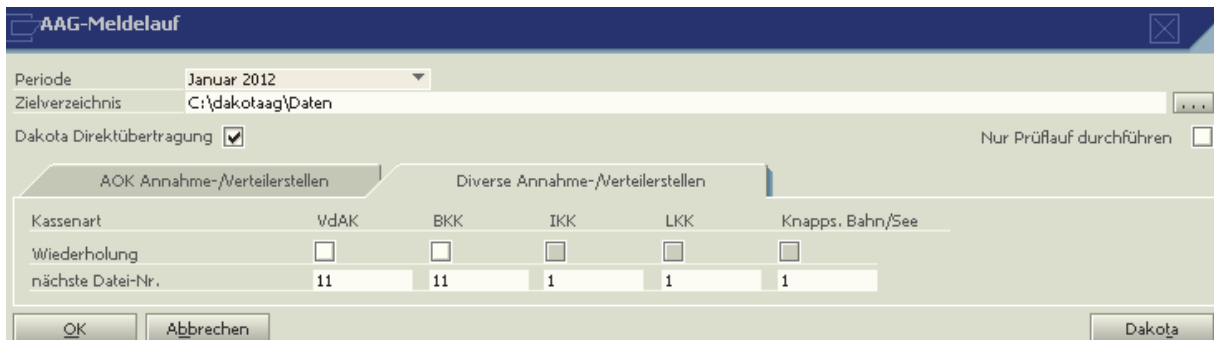 AAG-Meldelauf
Periode Januar 2012
Zielverzeichnis C:\dakotaag\Daten ...
Dakota Direktübertragung Nur Prüflauf durchführen
AOK Annahme-/Verteilerstellen Diverse Annahme-/Verteilerstellen
Kassenart VdAK BKK IKK LKK Knapps. Bahn/See
Wiederholung
nächste Datei-Nr. 11 11 1 1 1
OK Abbrechen Dakota